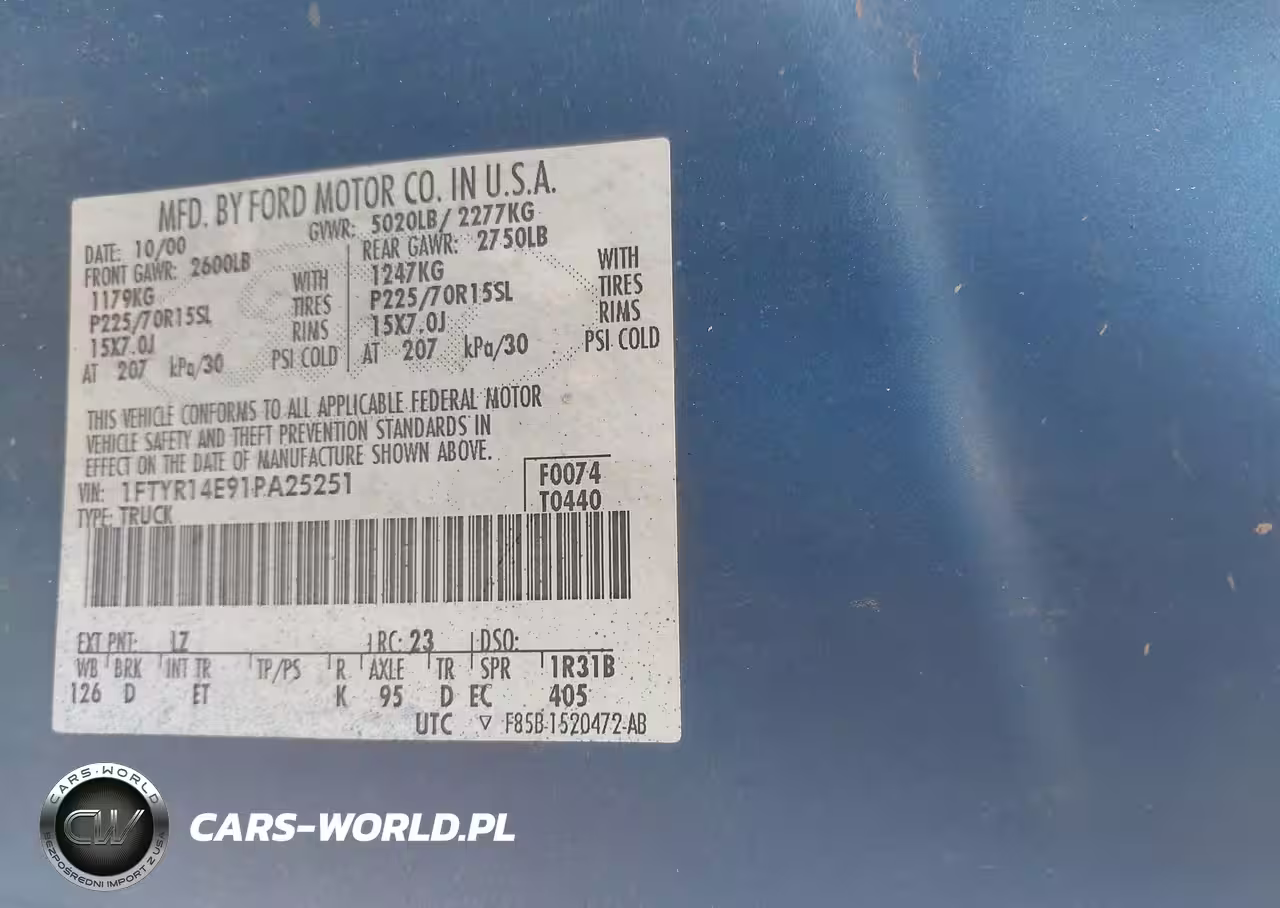 MFD. BY FORD MOTOR CO. IN U.S.A.
DATE: 10/00 GVWR: 5020LB/ 2277KG
FRONT GAWR: 2600LB REAR GAWR: 2750LB
1179KG WITH 1247KG WITH
P225/70R15SL TIRES P225/70R15SL TIRES
15X7.0J RIMS 15X7.0J RIMS
AT 207 kPa/30 PSI COLD AT 207 kPa/30 PSI COLD
THIS VEHICLE CONFORMS TO ALL APPLICABLE FEDERAL MOTOR
VEHICLE SAFETY AND THEFT PREVENTION STANDARDS IN
EFFECT ON THE DATE OF MANUFACTURE SHOWN ABOVE.
VIN: 1FTYR14E91PA25251 F0074
TYPE: TRUCK T0440
EXT PNT: LZ RC: 23 DSO:
WB BRK INT TR TP/PS R AXLE TR SPR 1R31B
126 D ET K 95 D EC 405
UTC ▽ F85B-1520472-AB
CARS-WORLD
CW
BEZPOŚREDNI IMPORT Z USA
CARS-WORLD.PL